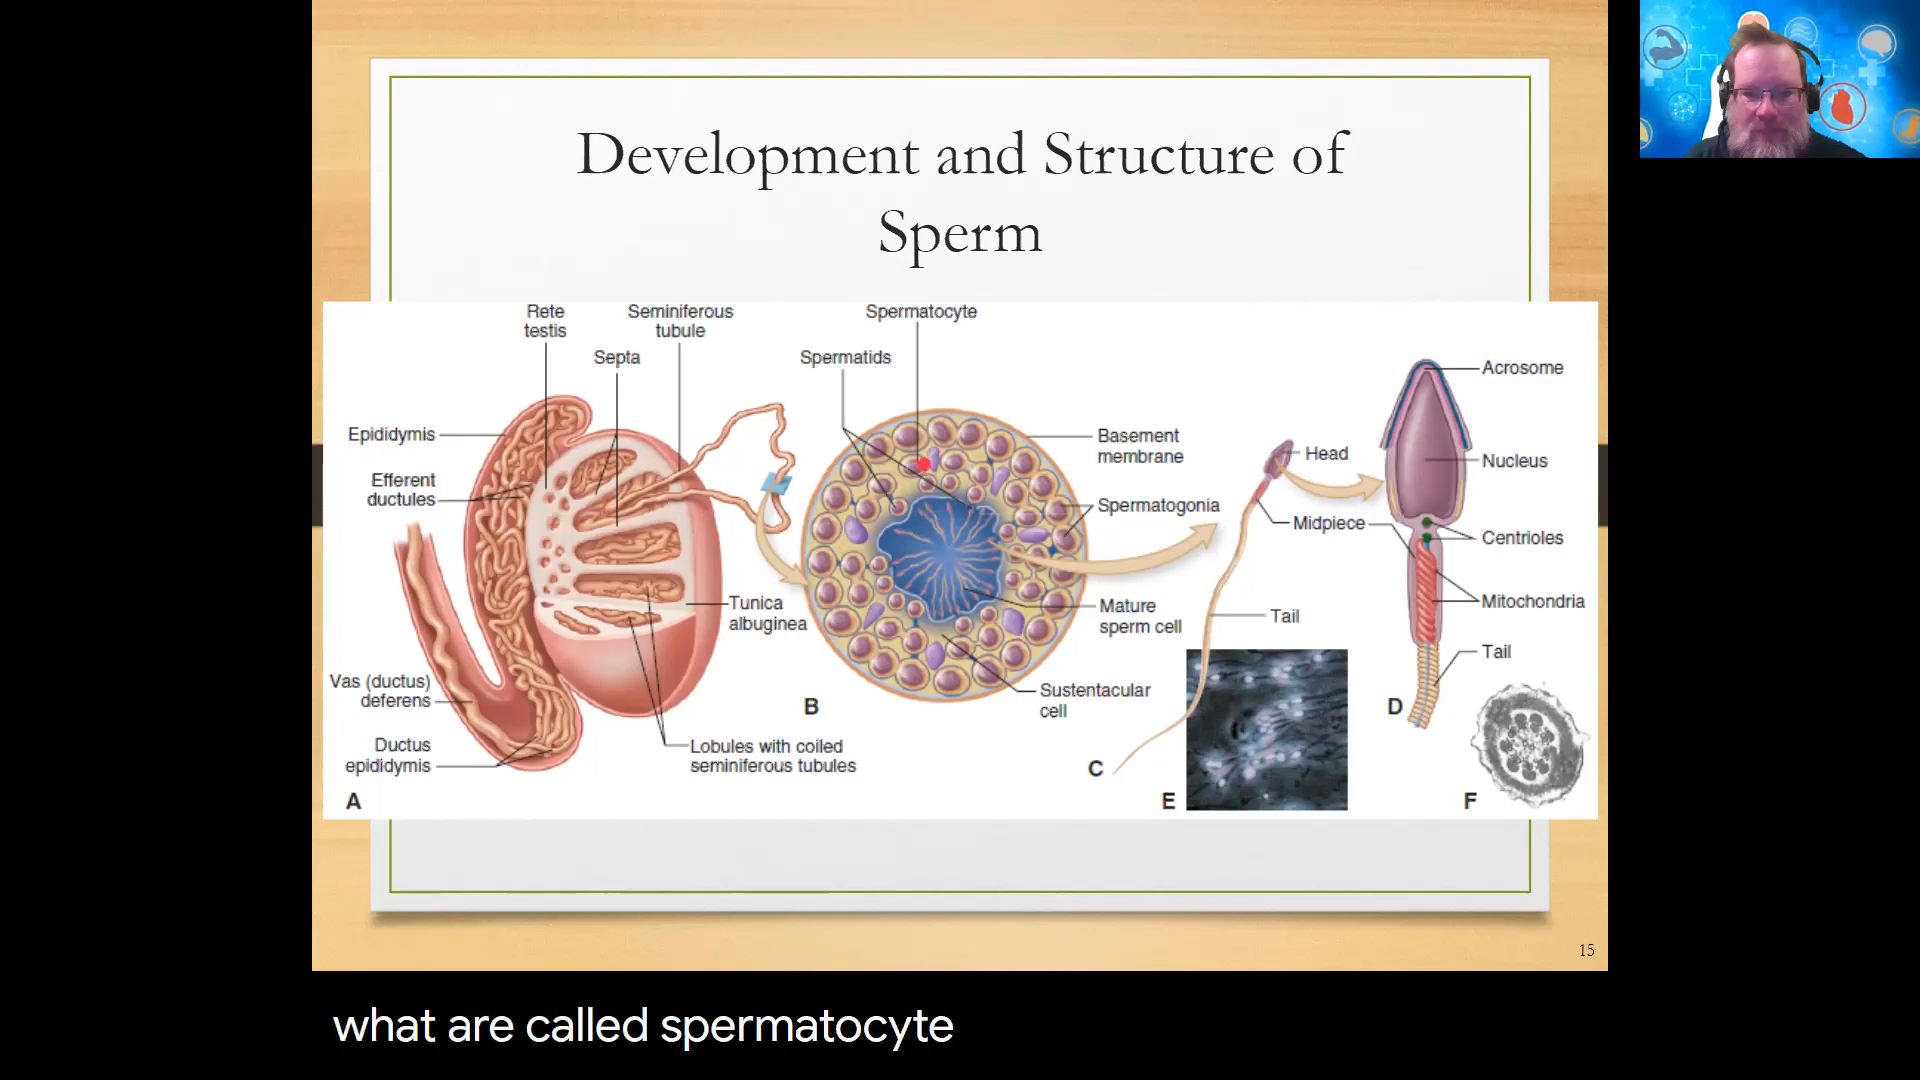 Development and Structure of
Sperm
Rete
testis
Seminiferous
tubule
Septa
Spermatocyte
Spermatids
Epididymis
Efferent
ductules
Vas (ductus)
deferens
Ductus
epididymis
Tunica
albuginea
Lobules with coiled
seminiferous tubules
A
Basement
membrane
Spermatogonia
Mature
sperm cell
Sustentacular
cell
B
Head
Midpiece
Tail
C
E
Acrosome
Nucleus
Centrioles
Mitochondria
Tail
D
F
15
what are called spermatocyte